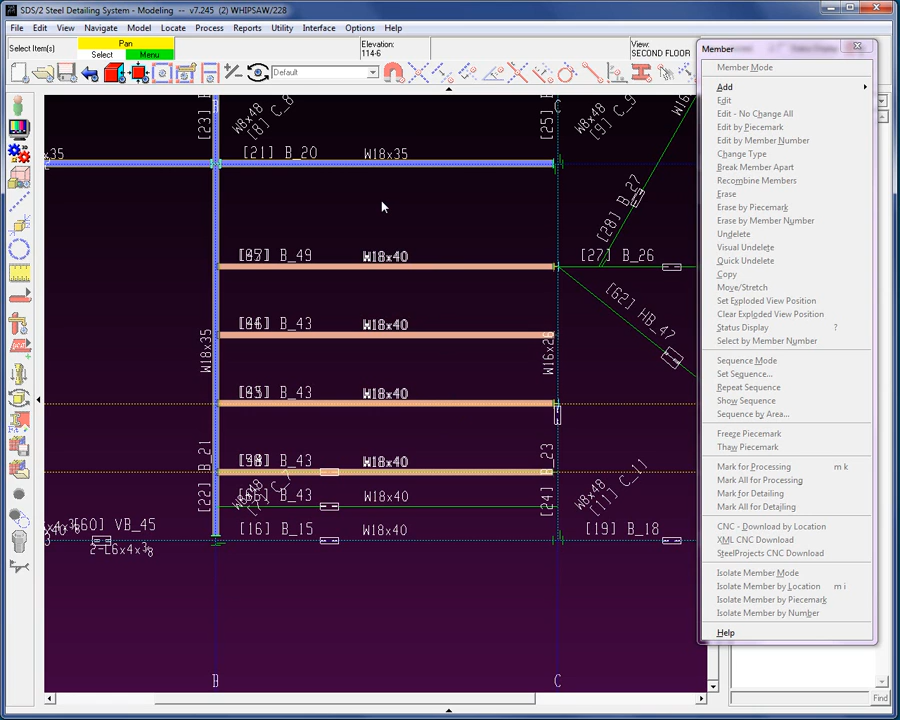 SDS/2 Steel Detailing System - Modeling -- v7.245 (2) WHIPSAW/228
File Edit View Navigate Model Locate Process Reports Utility Interface Options Help
Select Item(s)
Pan
Select
Menu
Elevation:
114-6
View:
SECOND FLOOR
Default
Member
Member Mode
Add
Edit
Edit - No Change All
Edit by Piecemark
Edit by Member Number
Change Type
Break Member Apart
Recombine Members
Erase
Erase by Piecemark
Erase by Member Number
Undelete
Visual Undelete
Quick Undelete
Copy
Move/Stretch
Set Exploded View Position
Clear Exploded View Position
Status Display ?
Select by Member Number
Sequence Mode
Set Sequence...
Repeat Sequence
Show Sequence
Sequence by Area...
Freeze Piecemark
Thaw Piecemark
Mark for Processing m k
Mark All for Processing
Mark for Detailing
Mark All for Detailing
CNC - Download by Location
XML CNC Download
SteelProjects CNC Download
Isolate Member Mode
Isolate Member by Location m i
Isolate Member by Piecemark
Isolate Member by Number
Help
B
C
[23]
W8x48
[8] C_8
[25]
W8x48
[9] C_9
W16
x35
[21] B_20 W18x35
[28] B_27
B_49 W18x40
[27] B_26
[62] HB_47
B_43 W18x40
W18x35
W16x26
B_43 W18x40
B_43 W18x40
[22] B_21
W8x48
[24] B_23
W8x48
[11] C_11
B_43 W18x40
[60] VB_45
2-L6x4x3/8
x40
[16] B_15 W18x40
[19] B_18
B
C
Find